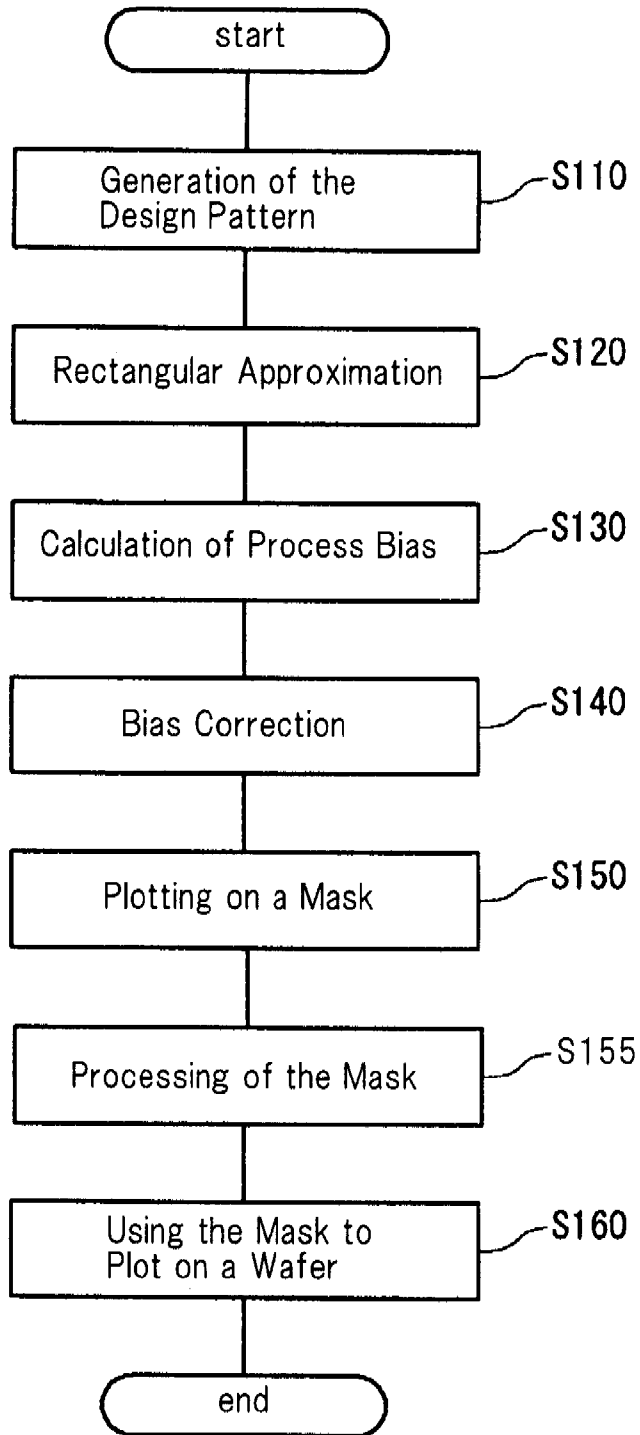 start
Generation of the
Design Pattern
S110
Rectangular Approximation
S120
Calculation of Process Bias
S130
Bias Correction
S140
Plotting on a Mask
S150
Processing of the Mask
S155
Using the Mask to
Plot on a Wafer
S160
end